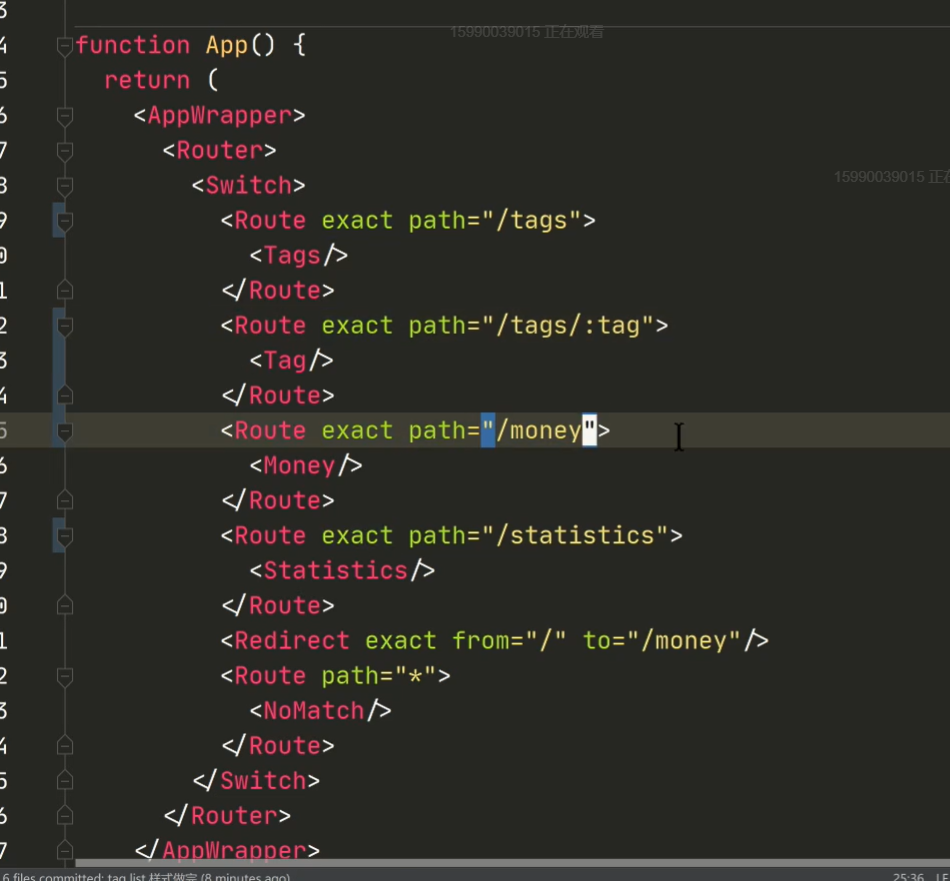 3
15990039015 正在观看
4 function App() {
5 return (
6 <AppWrapper>
7 <Router>
8 <Switch>
15990039015 正在
9 <Route exact path="/tags">
0 <Tags/>
1 </Route>
2 <Route exact path="/tags/:tag">
3 <Tag/>
4 </Route>
5 <Route exact path="/money">
6 <Money/>
7 </Route>
8 <Route exact path="/statistics">
9 <Statistics/>
0 </Route>
1 <Redirect exact from="/" to="/money"/>
2 <Route path="*">
3 <NoMatch/>
4 </Route>
5 </Switch>
6 </Router>
7 </AppWrapper>
6 files committed: tag list 样式做完 (8 minutes ago) 25:36 LF